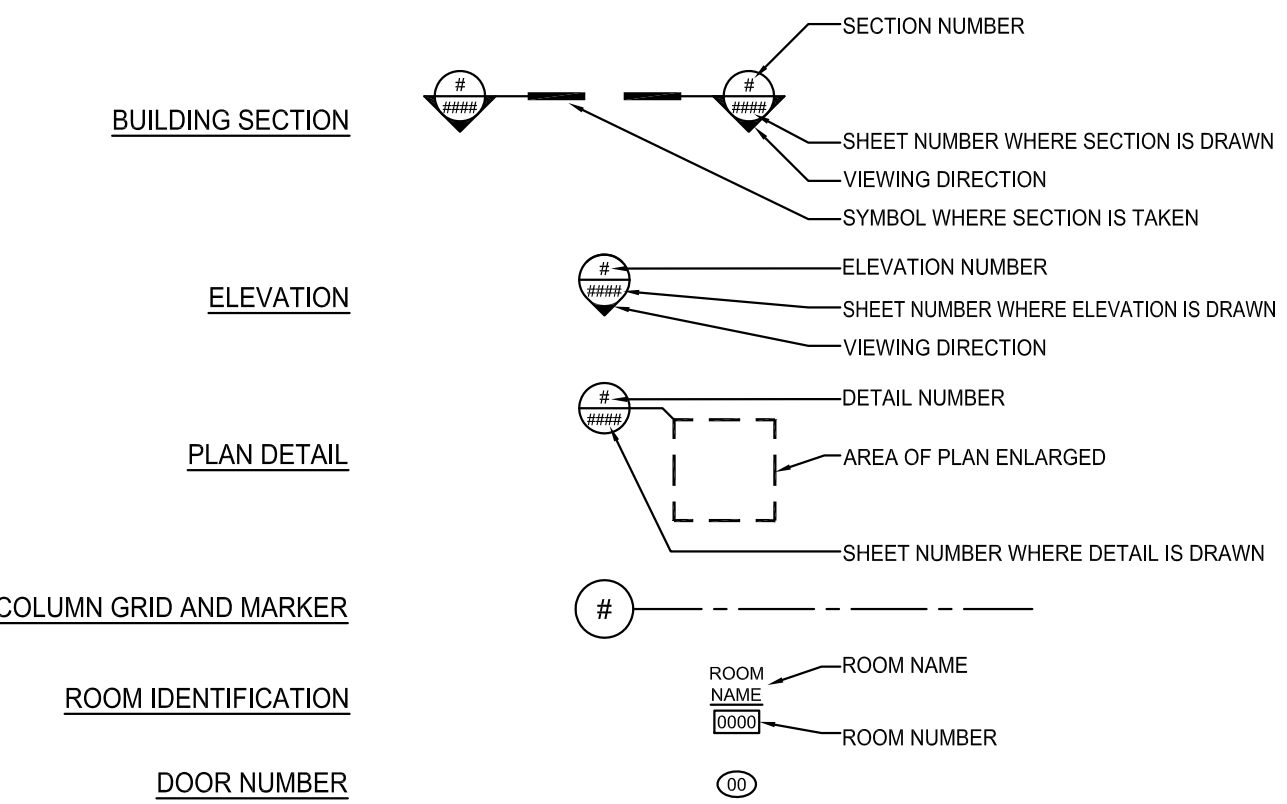 SECTION NUMBER
# #
BUILDING SECTION #### ####
SHEET NUMBER WHERE SECTION IS DRAWN
VIEWING DIRECTION
SYMBOL WHERE SECTION IS TAKEN
# ELEVATION NUMBER
ELEVATION ####
SHEET NUMBER WHERE ELEVATION IS DRAWN
VIEWING DIRECTION
# DETAIL NUMBER
####
PLAN DETAIL AREA OF PLAN ENLARGED
SHEET NUMBER WHERE DETAIL IS DRAWN
COLUMN GRID AND MARKER #
ROOM ROOM NAME
ROOM IDENTIFICATION NAME
0000
ROOM NUMBER
DOOR NUMBER 00